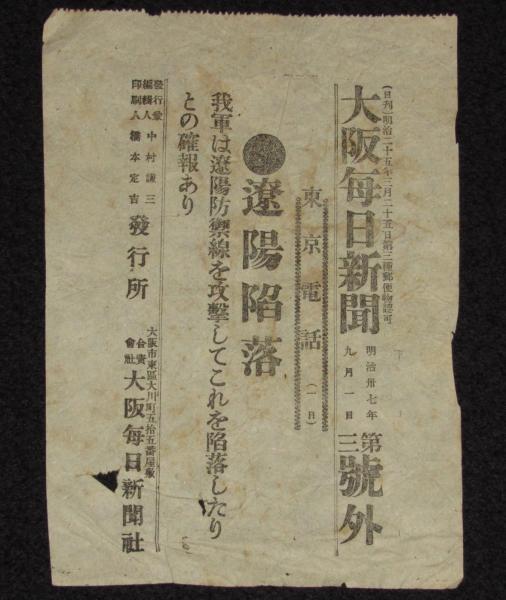 (日刊)明治二十五年三月二十五日第三種郵便物認可
大阪每日新聞
明治卅七年
九月一日
第三
號外
東京電話(一日)
●遼陽陷落
我軍は遼陽防禦線を攻擊してこれを陷落したり
との確報あり
發行兼
編輯人 中村謙三
印刷人 橋本定吉
發行所
大阪市東區大川町五拾五番屋敷
合資
會社
大阪每日新聞社